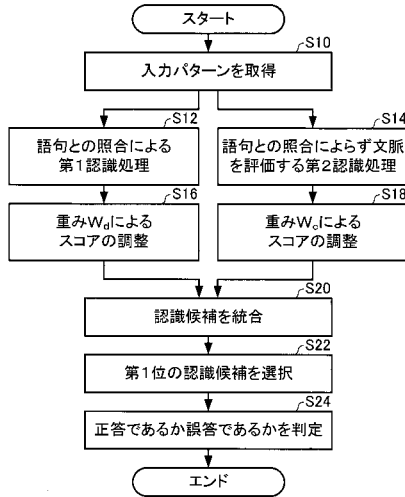 スタート
S10
入力パターンを取得
S12
語句との照合による
第1認識処理
S14
語句との照合によらず文脈
を評価する第2認識処理
S16
重みWdによる
スコアの調整
S18
重みWcによる
スコアの調整
S20
認識候補を統合
S22
第1位の認識候補を選択
S24
正答であるか誤答であるかを判定
エンド